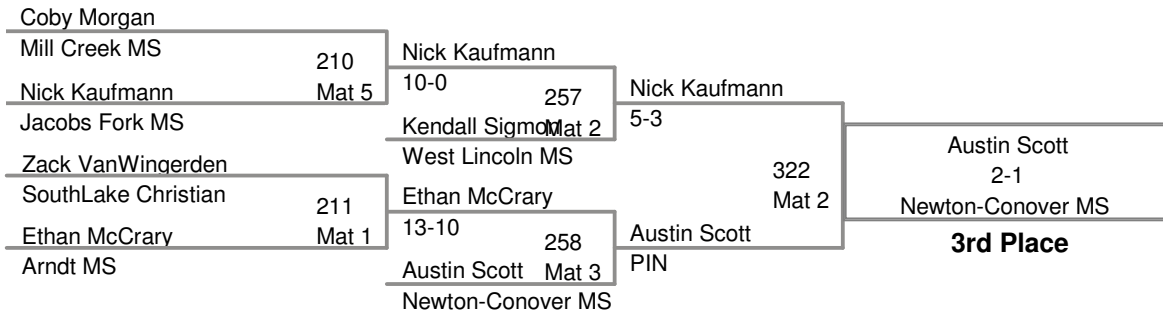 Coby Morgan
Mill Creek MS
210
Mat 5
Nick Kaufmann
Jacobs Fork MS
Zack VanWingerden
SouthLake Christian
211
Mat 1
Ethan McCrary
Arndt MS
Nick Kaufmann
10-0
257
Mat 2
Kendall Sigmon
West Lincoln MS
Ethan McCrary
13-10
258
Mat 3
Austin Scott
Newton-Conover MS
Nick Kaufmann
5-3
322
Mat 2
Austin Scott
PIN
Austin Scott
2-1
Newton-Conover MS
3rd Place